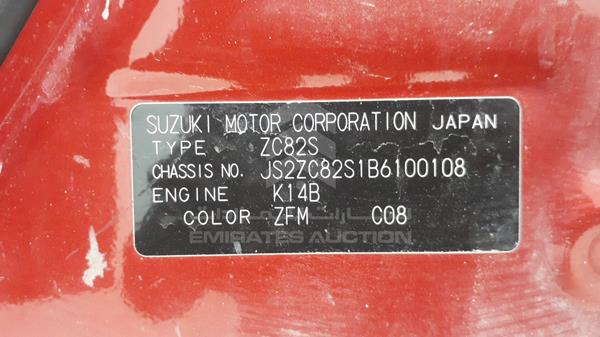 SUZUKI MOTOR CORPORATION JAPAN
TYPE ZC82S
CHASSIS NO. JS2ZC82S1B6100108
ENGINE K14B
COLOR ZFM C08
EMIRATES AUCTION